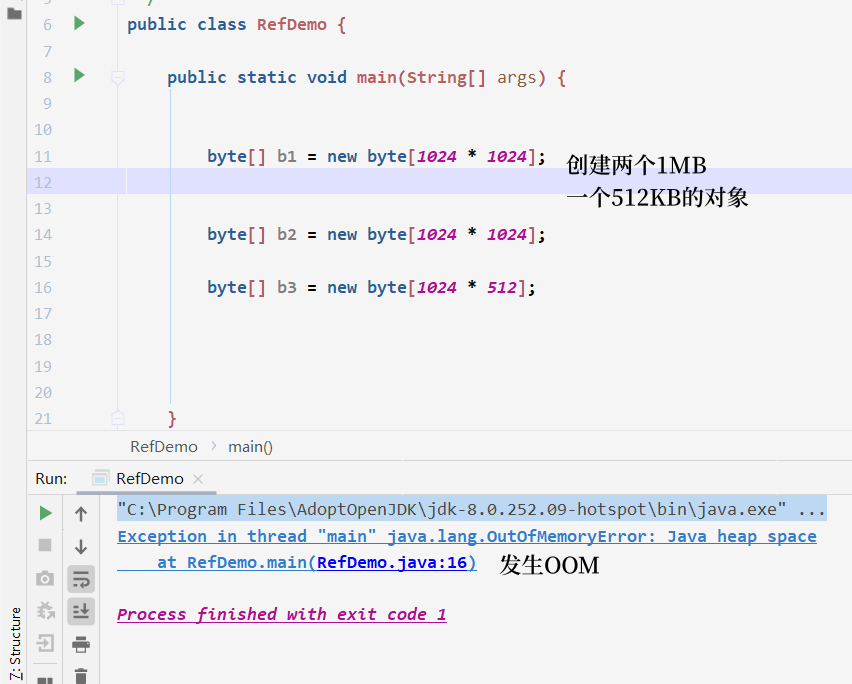 6 public class RefDemo {
7
8 public static void main(String[] args) {
9
10
11 byte[] b1 = new byte[1024 * 1024]; 创建两个1MB
12 一个512KB的对象
13
14 byte[] b2 = new byte[1024 * 1024];
15
16 byte[] b3 = new byte[1024 * 512];
17
18
19
20
21 }
RefDemo > main()
Run: RefDemo ×
"C:\Program Files\AdoptOpenJDK\jdk-8.0.252.09-hotspot\bin\java.exe" ...
Exception in thread "main" java.lang.OutOfMemoryError: Java heap space
at RefDemo.main(RefDemo.java:16) 发生OOM
Process finished with exit code 1
7: Structure